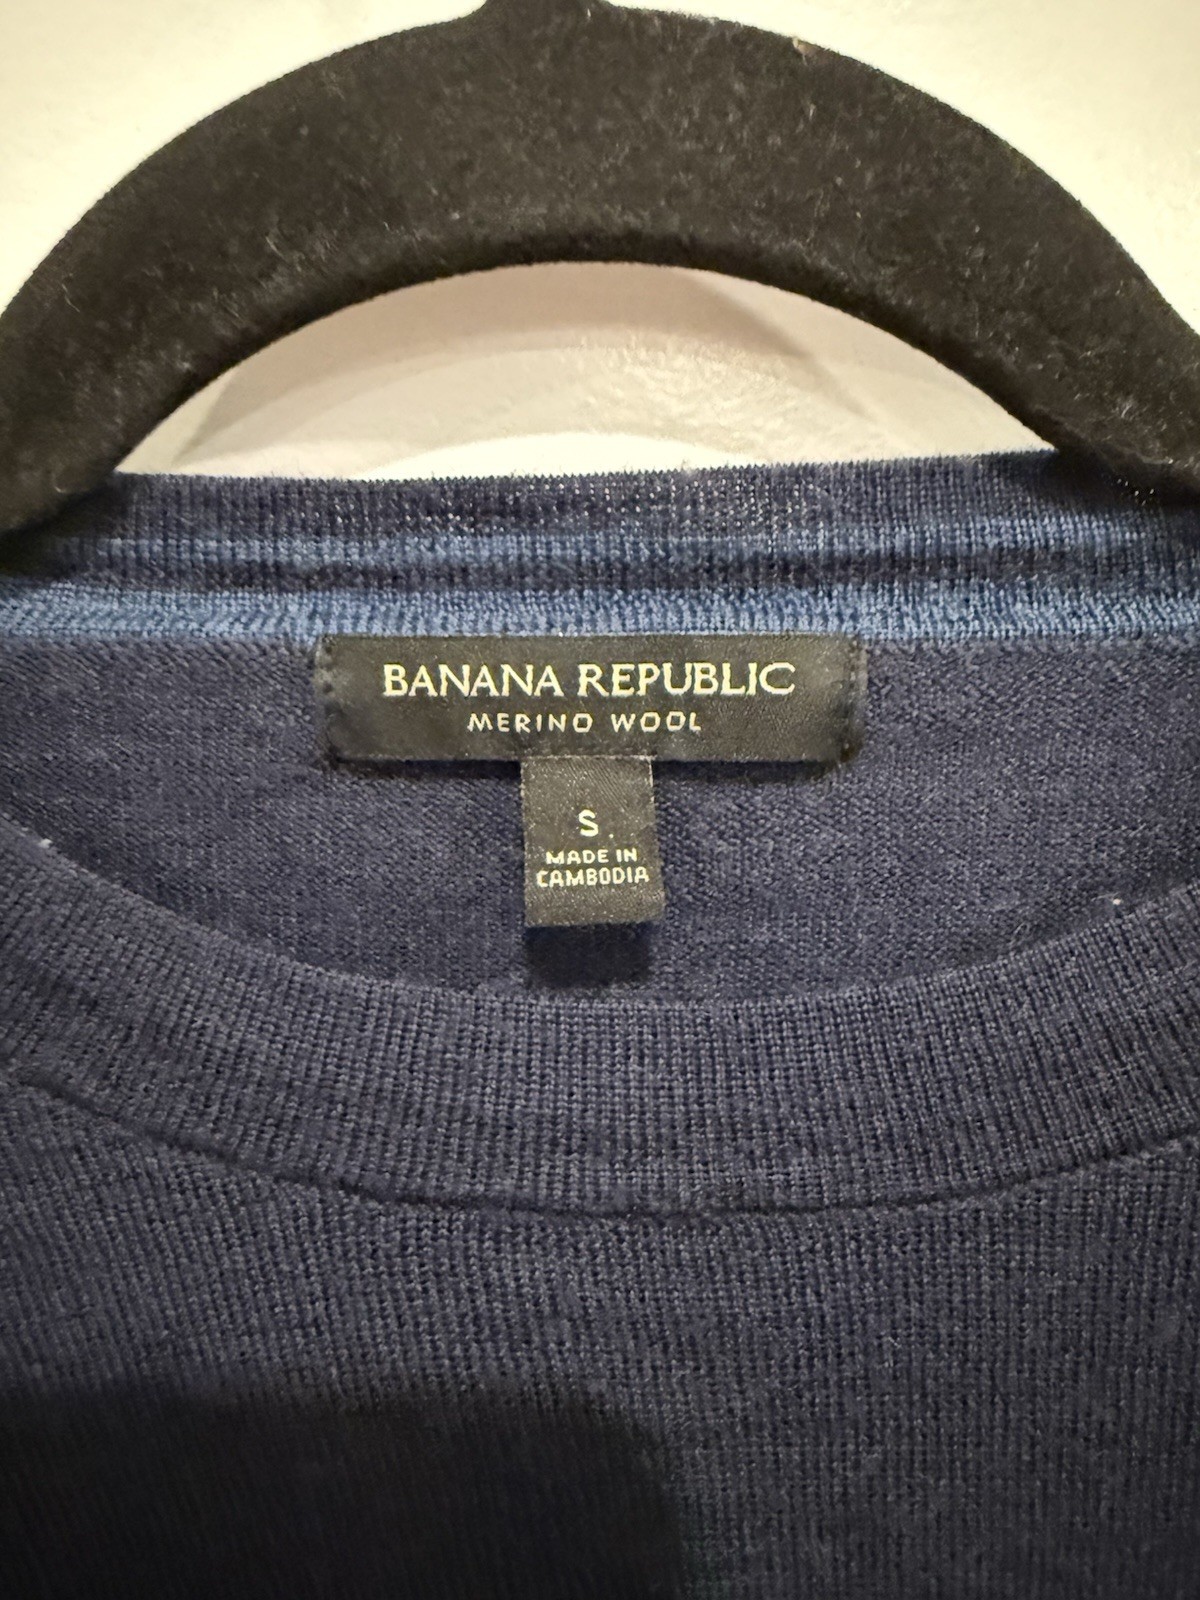 BANANA REPUBLIC
MERINO WOOL
S
MADE IN
CAMBODIA